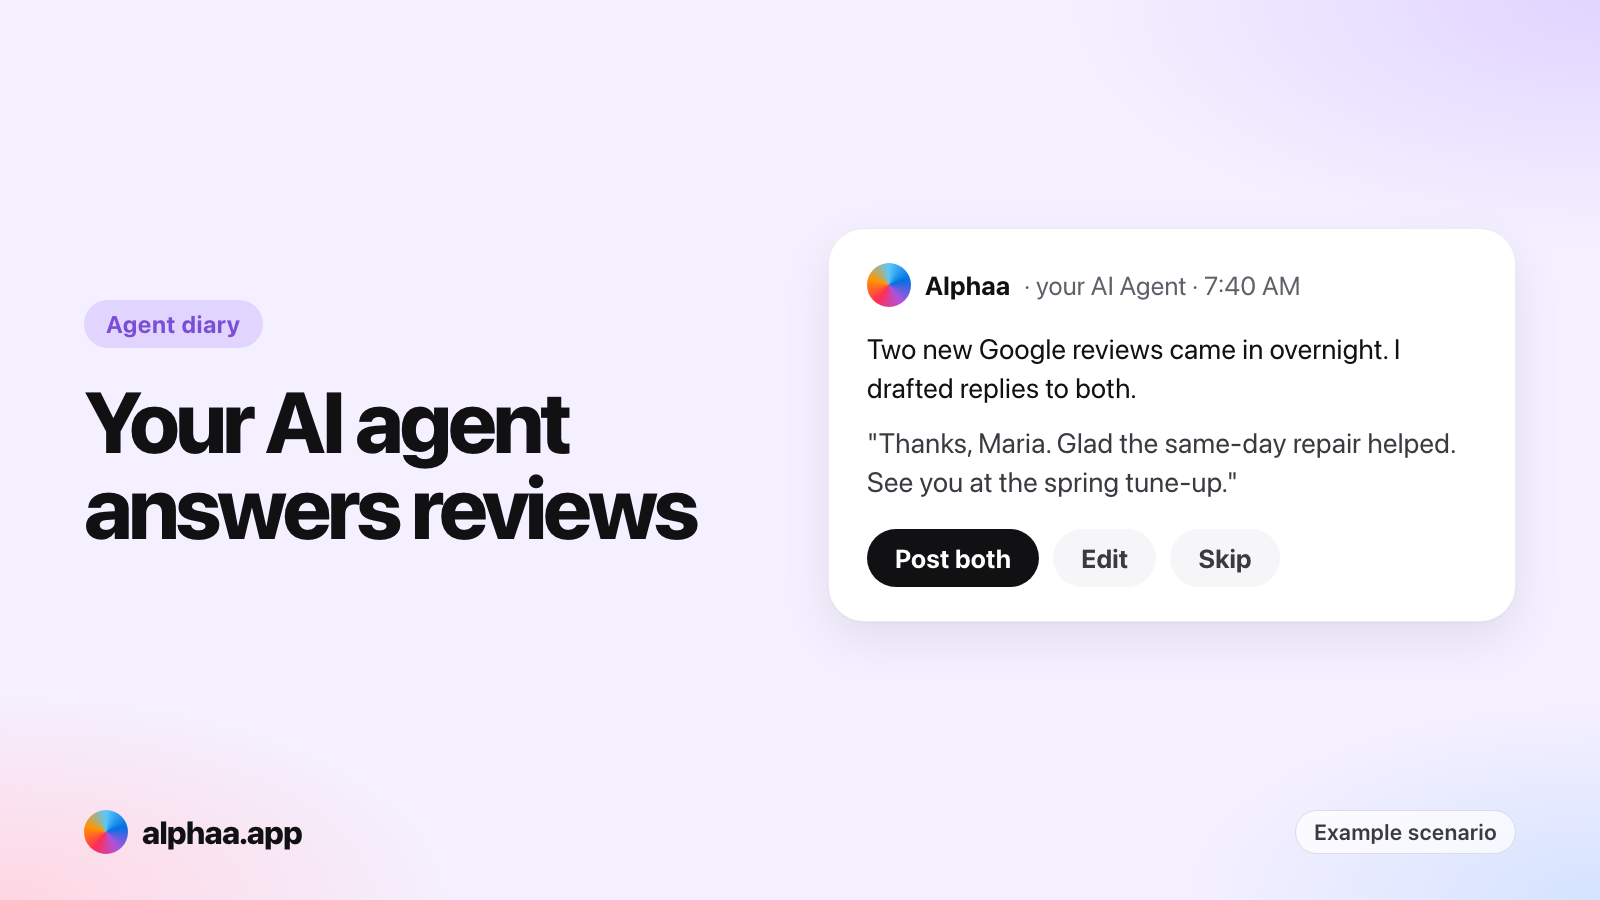 Agent diary
Your AI agent
answers reviews
Alphaa · your AI Agent · 7:40 AM
Two new Google reviews came in overnight. I
drafted replies to both.
"Thanks, Maria. Glad the same-day repair helped.
See you at the spring tune-up."
Post both Edit Skip
alphaa.app
Example scenario